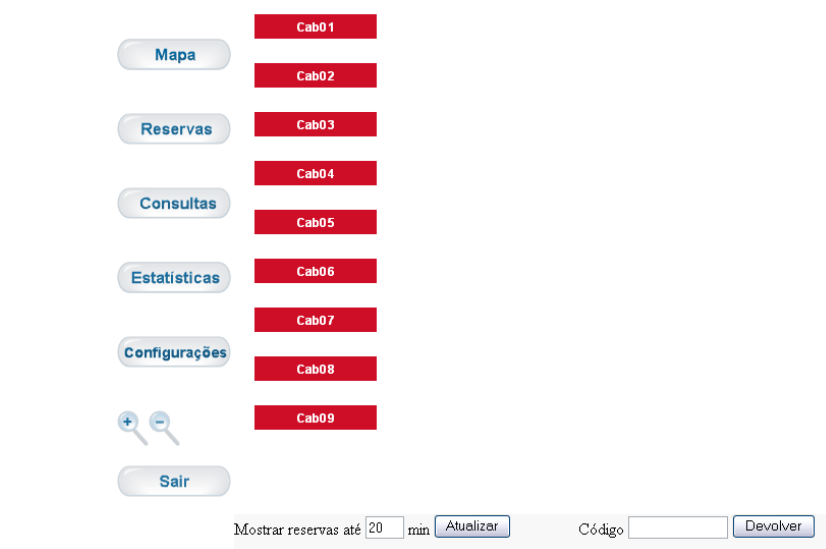 Mapa
Reservas
Consultas
Estatísticas
Configurações
Sair
Cab01
Cab02
Cab03
Cab04
Cab05
Cab06
Cab07
Cab08
Cab09
Mostrar reservas até 20 min Atualizar Código Devolver